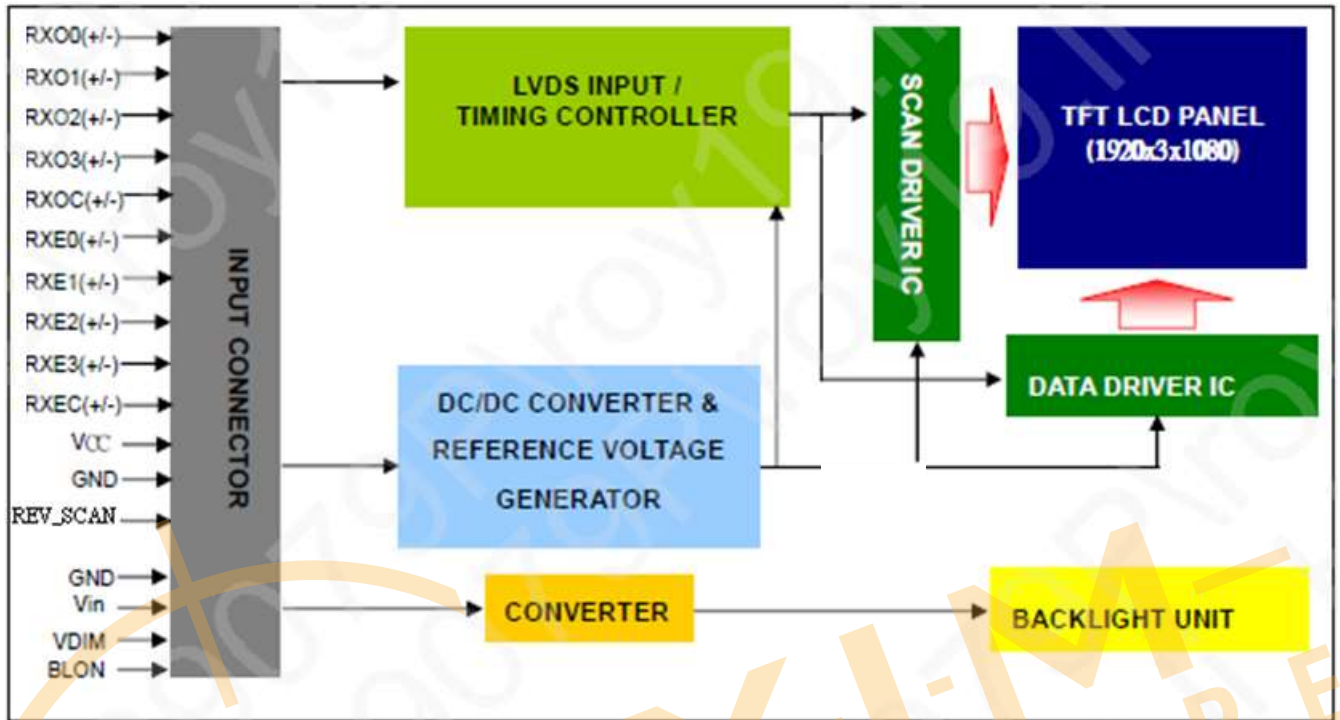 RXO0(+/-)
RXO1(+/-)
RXO2(+/-)
RXO3(+/-)
RXOC(+/-)
RXE0(+/-)
RXE1(+/-)
RXE2(+/-)
RXE3(+/-)
RXEC(+/-)
VCC
GND
REV_SCAN
GND
Vin
VDIM
BLON
INPUT CONNECTOR
LVDS INPUT /
TIMING CONTROLLER
DC/DC CONVERTER &
REFERENCE VOLTAGE
GENERATOR
CONVERTER
SCAN DRIVER IC
TFT LCD PANEL
(1920x3x1080)
DATA DRIVER IC
BACKLIGHT UNIT